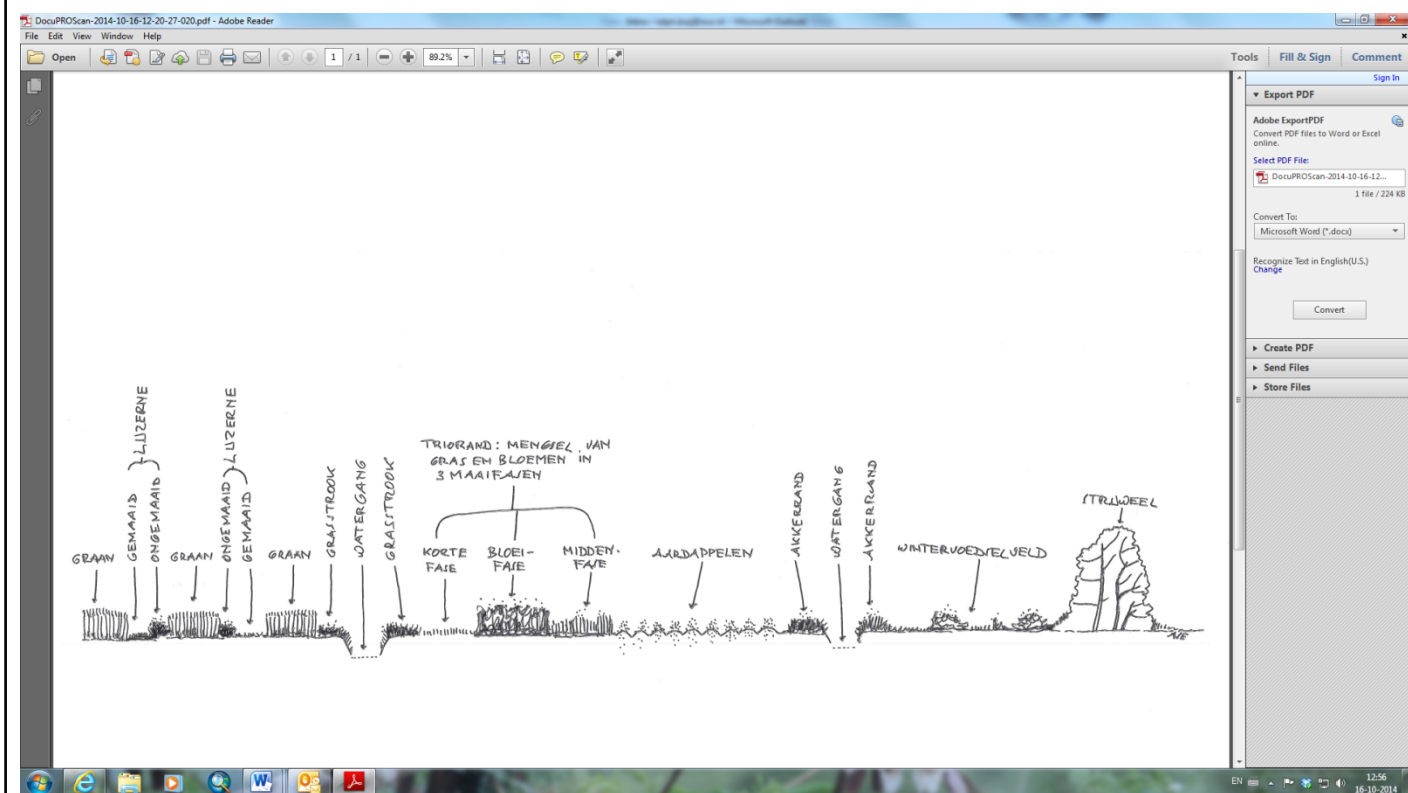 DocuPROScan-2014-10-16-12-20-27-020.pdf - Adobe Reader
File Edit View Window Help
Open 1 / 1 89.2% Tools Fill & Sign Comment
Sign In
Export PDF
Adobe ExportPDF
Convert PDF files to Word or Excel
online.
Select PDF File:
DocuPROScan-2014-10-16-12...
1 file / 224 KB
Convert To:
Microsoft Word (*.docx)
Recognize Text in English(U.S.)
Change
Convert
Create PDF
Send Files
Store Files
GRAAN
GEMAAID
ONGEMAAID
LUZERNE
GRAAN
ONGEMAAID
GEMAAID
LUZERNE
GRAAN
GRASSTROOK
WATERGANG
GRASSTROOK
TRIORAND: MENGSEL VAN
GRAS EN BLOEMEN IN
3 MAAIFASEN
KORTE
FASE
BLOEI-
FASE
MIDDEN-
FASE
AARDAPPELEN
AKKERRAND
WATERGANG
AKKERRAND
WINTERVOEDSELVELD
STRUWEEL
EN
12:56
16-10-2014